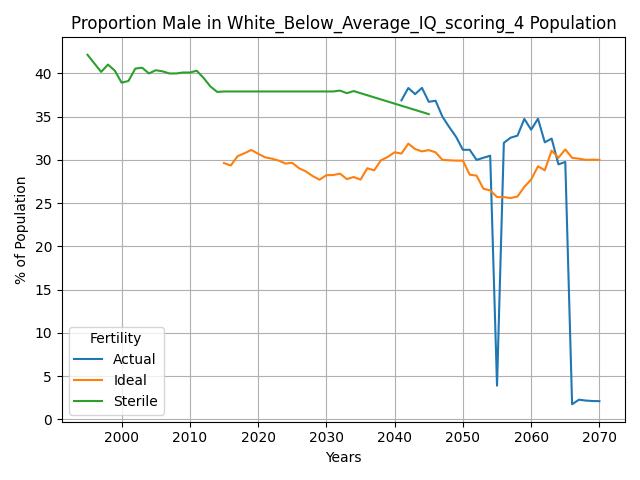 Proportion Male in White_Below_Average_IQ_scoring_4 Population
% of Population
40
35
30
25
20
15
10
5
0
Fertility
Actual
Ideal
Sterile
2000 2010 2020 2030 2040 2050 2060 2070
Years